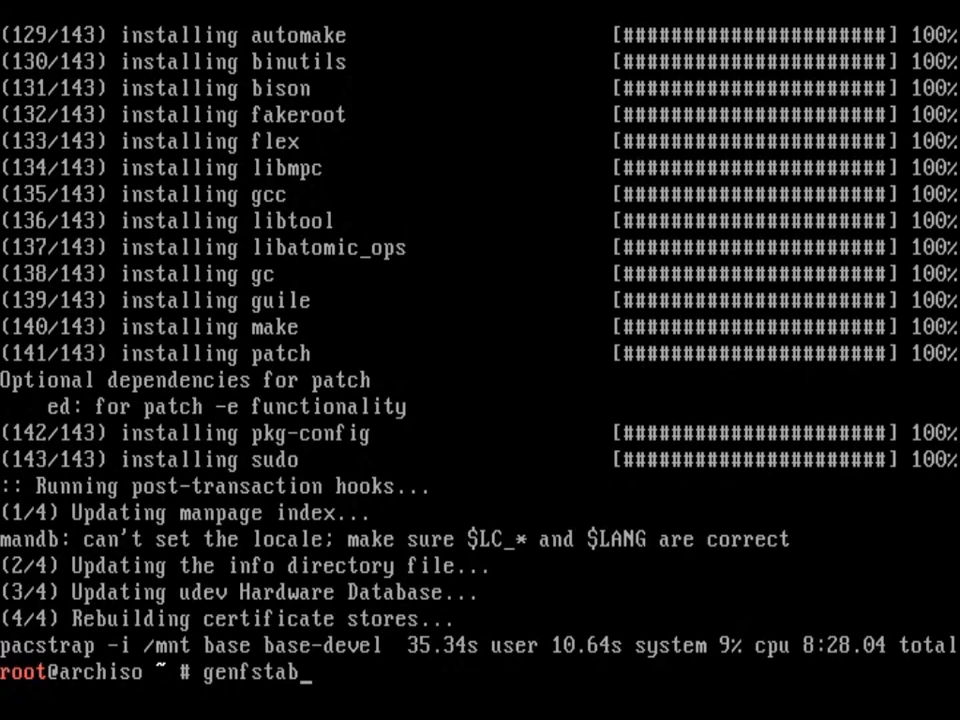 (129/143) installing automake [######################] 100%
(130/143) installing binutils [######################] 100%
(131/143) installing bison [######################] 100%
(132/143) installing fakeroot [######################] 100%
(133/143) installing flex [######################] 100%
(134/143) installing libmpc [######################] 100%
(135/143) installing gcc [######################] 100%
(136/143) installing libtool [######################] 100%
(137/143) installing libatomic_ops [######################] 100%
(138/143) installing gc [######################] 100%
(139/143) installing guile [######################] 100%
(140/143) installing make [######################] 100%
(141/143) installing patch [######################] 100%
Optional dependencies for patch
ed: for patch -e functionality
(142/143) installing pkg-config [######################] 100%
(143/143) installing sudo [######################] 100%
:: Running post-transaction hooks...
(1/4) Updating manpage index...
mandb: can't set the locale; make sure $LC_* and $LANG are correct
(2/4) Updating the info directory file...
(3/4) Updating udev Hardware Database...
(4/4) Rebuilding certificate stores...
pacstrap -i /mnt base base-devel 35.34s user 10.64s system 9% cpu 8:28.04 total
root@archiso ~ # genfstab_